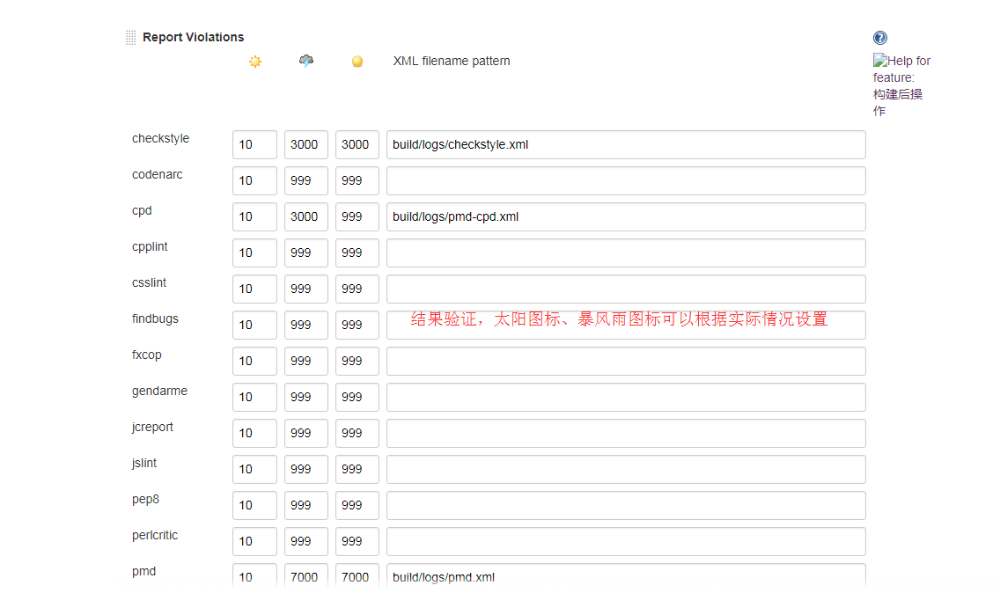 Report Violations
XML filename pattern
Help for
feature:
构建后操
作
checkstyle 10 3000 3000 build/logs/checkstyle.xml
codenarc 10 999 999
cpd 10 3000 999 build/logs/pmd-cpd.xml
cpplint 10 999 999
csslint 10 999 999
findbugs 10 999 999 结果验证，太阳图标、暴风雨图标可以根据实际情况设置
fxcop 10 999 999
gendarme 10 999 999
jcreport 10 999 999
jslint 10 999 999
pep8 10 999 999
perlcritic 10 999 999
pmd 10 7000 7000 build/logs/pmd.xml